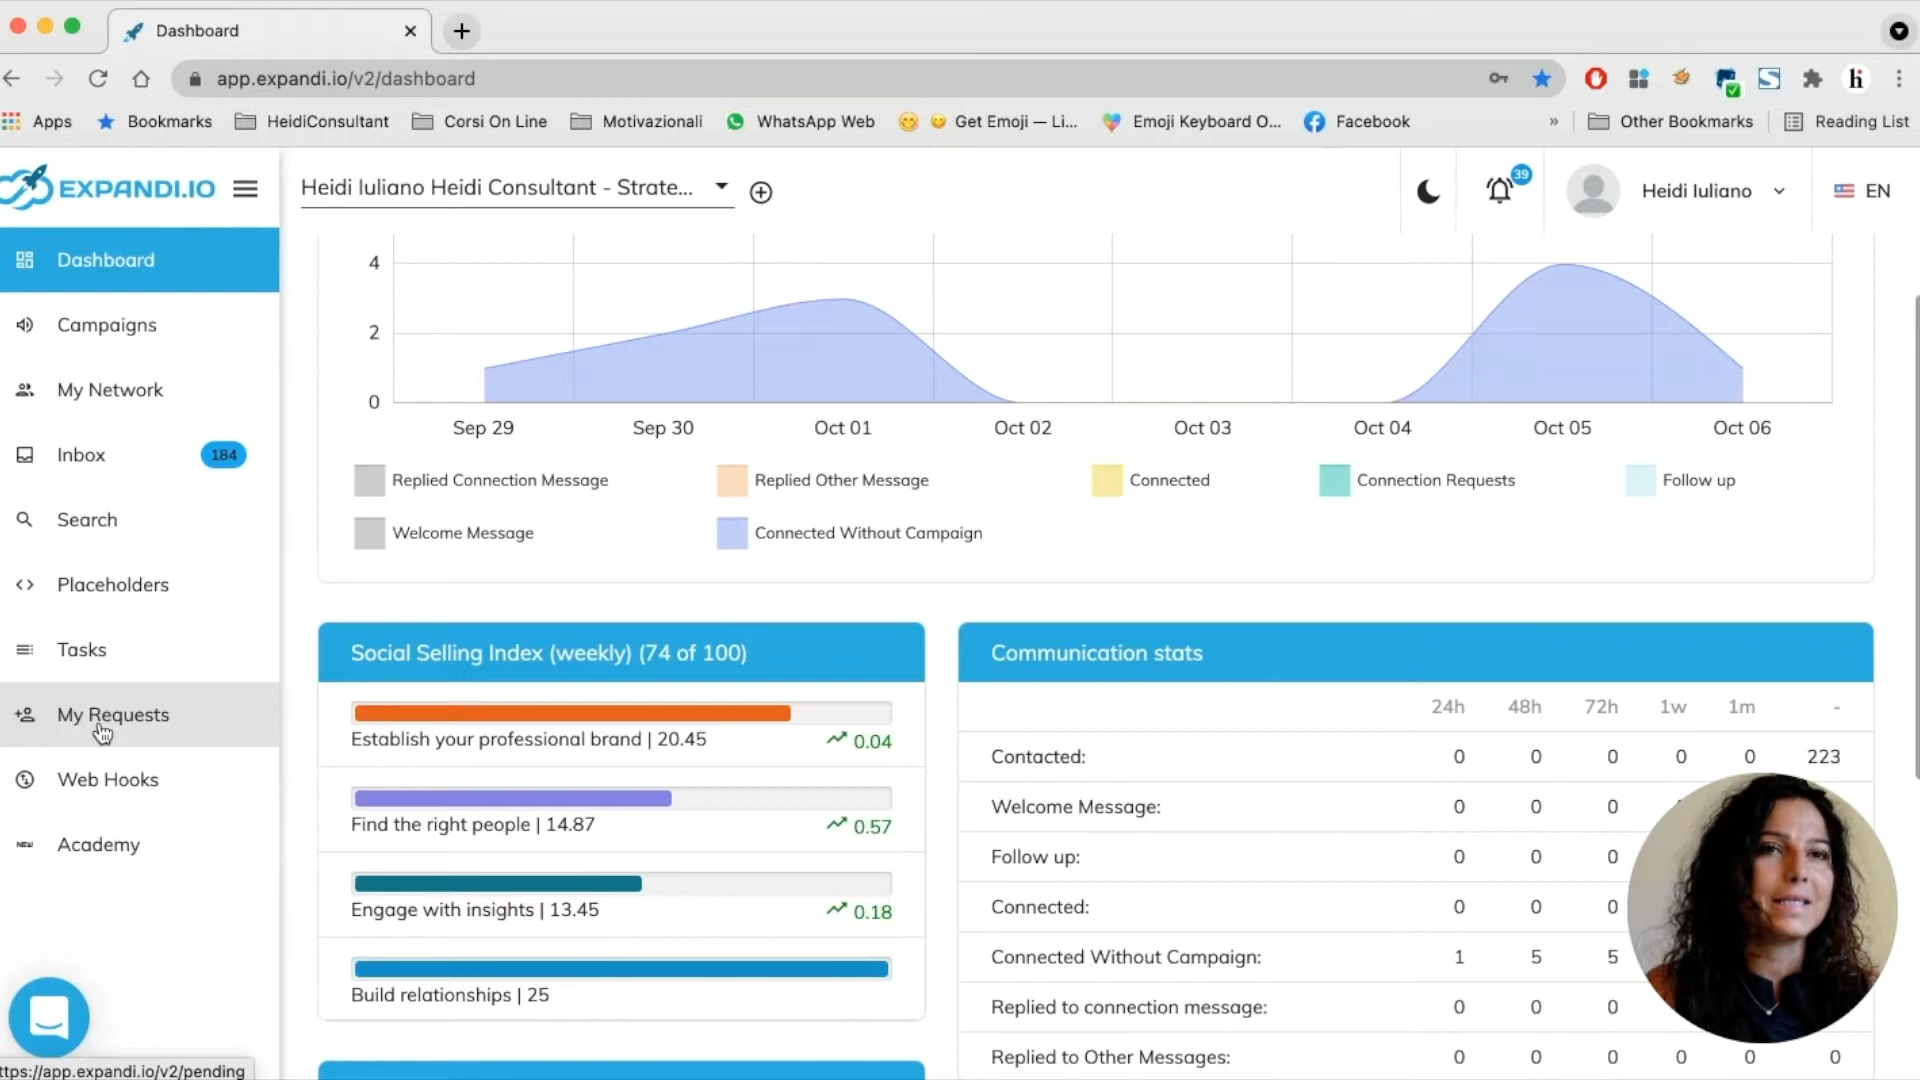 Dashboard
app.expandi.io/v2/dashboard
hi
Apps
Bookmarks
HeidiConsultant
Corsi On Line
Motivazionali
WhatsApp Web
Get Emoji — Li...
Emoji Keyboard O...
Facebook
»
Other Bookmarks
Reading List
EXPANDI.IO
Heidi Iuliano Heidi Consultant - Strate...
39
Heidi Iuliano
EN
Dashboard
Campaigns
My Network
Inbox
184
Search
Placeholders
Tasks
My Requests
Web Hooks
NEW
Academy
4
2
0
Sep 29
Sep 30
Oct 01
Oct 02
Oct 03
Oct 04
Oct 05
Oct 06
Replied Connection Message
Replied Other Message
Connected
Connection Requests
Follow up
Welcome Message
Connected Without Campaign
Social Selling Index (weekly) (74 of 100)
Establish your professional brand | 20.45
0.04
Find the right people | 14.87
0.57
Engage with insights | 13.45
0.18
Build relationships | 25
Communication stats
24h 48h 72h 1w 1m -
Contacted: 0 0 0 0 0 223
Welcome Message: 0 0 0
Follow up: 0 0 0
Connected: 0 0 0
Connected Without Campaign: 1 5 5
Replied to connection message: 0 0 0
Replied to Other Messages: 0 0 0 0 0 0
ttps://app.expandi.io/v2/pending